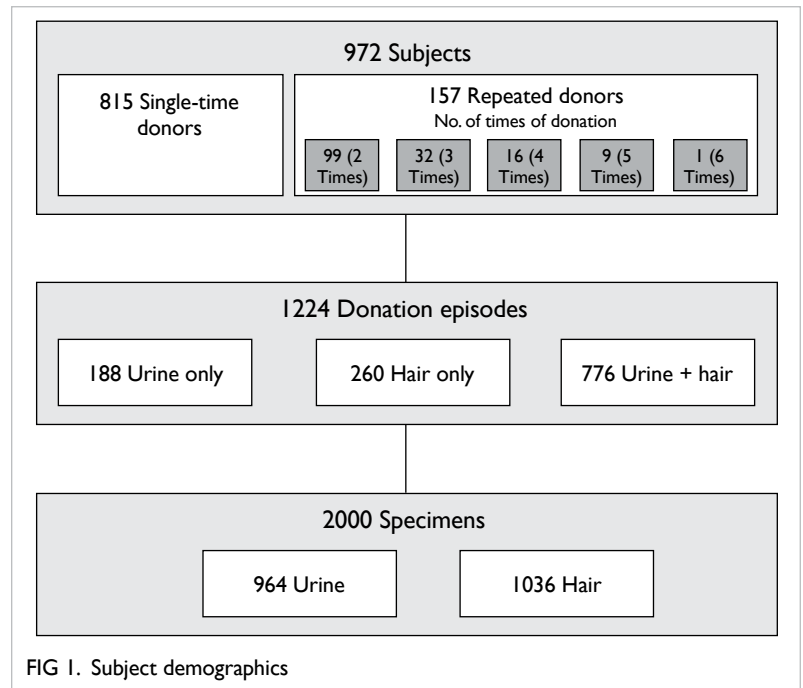 972 Subjects
815 Single-time
donors
157 Repeated donors
No. of times of donation
99 (2
Times)
32 (3
Times)
16 (4
Times)
9 (5
Times)
1 (6
Times)
1224 Donation episodes
188 Urine only
260 Hair only
776 Urine + hair
2000 Specimens
964 Urine
1036 Hair
FIG 1. Subject demographics